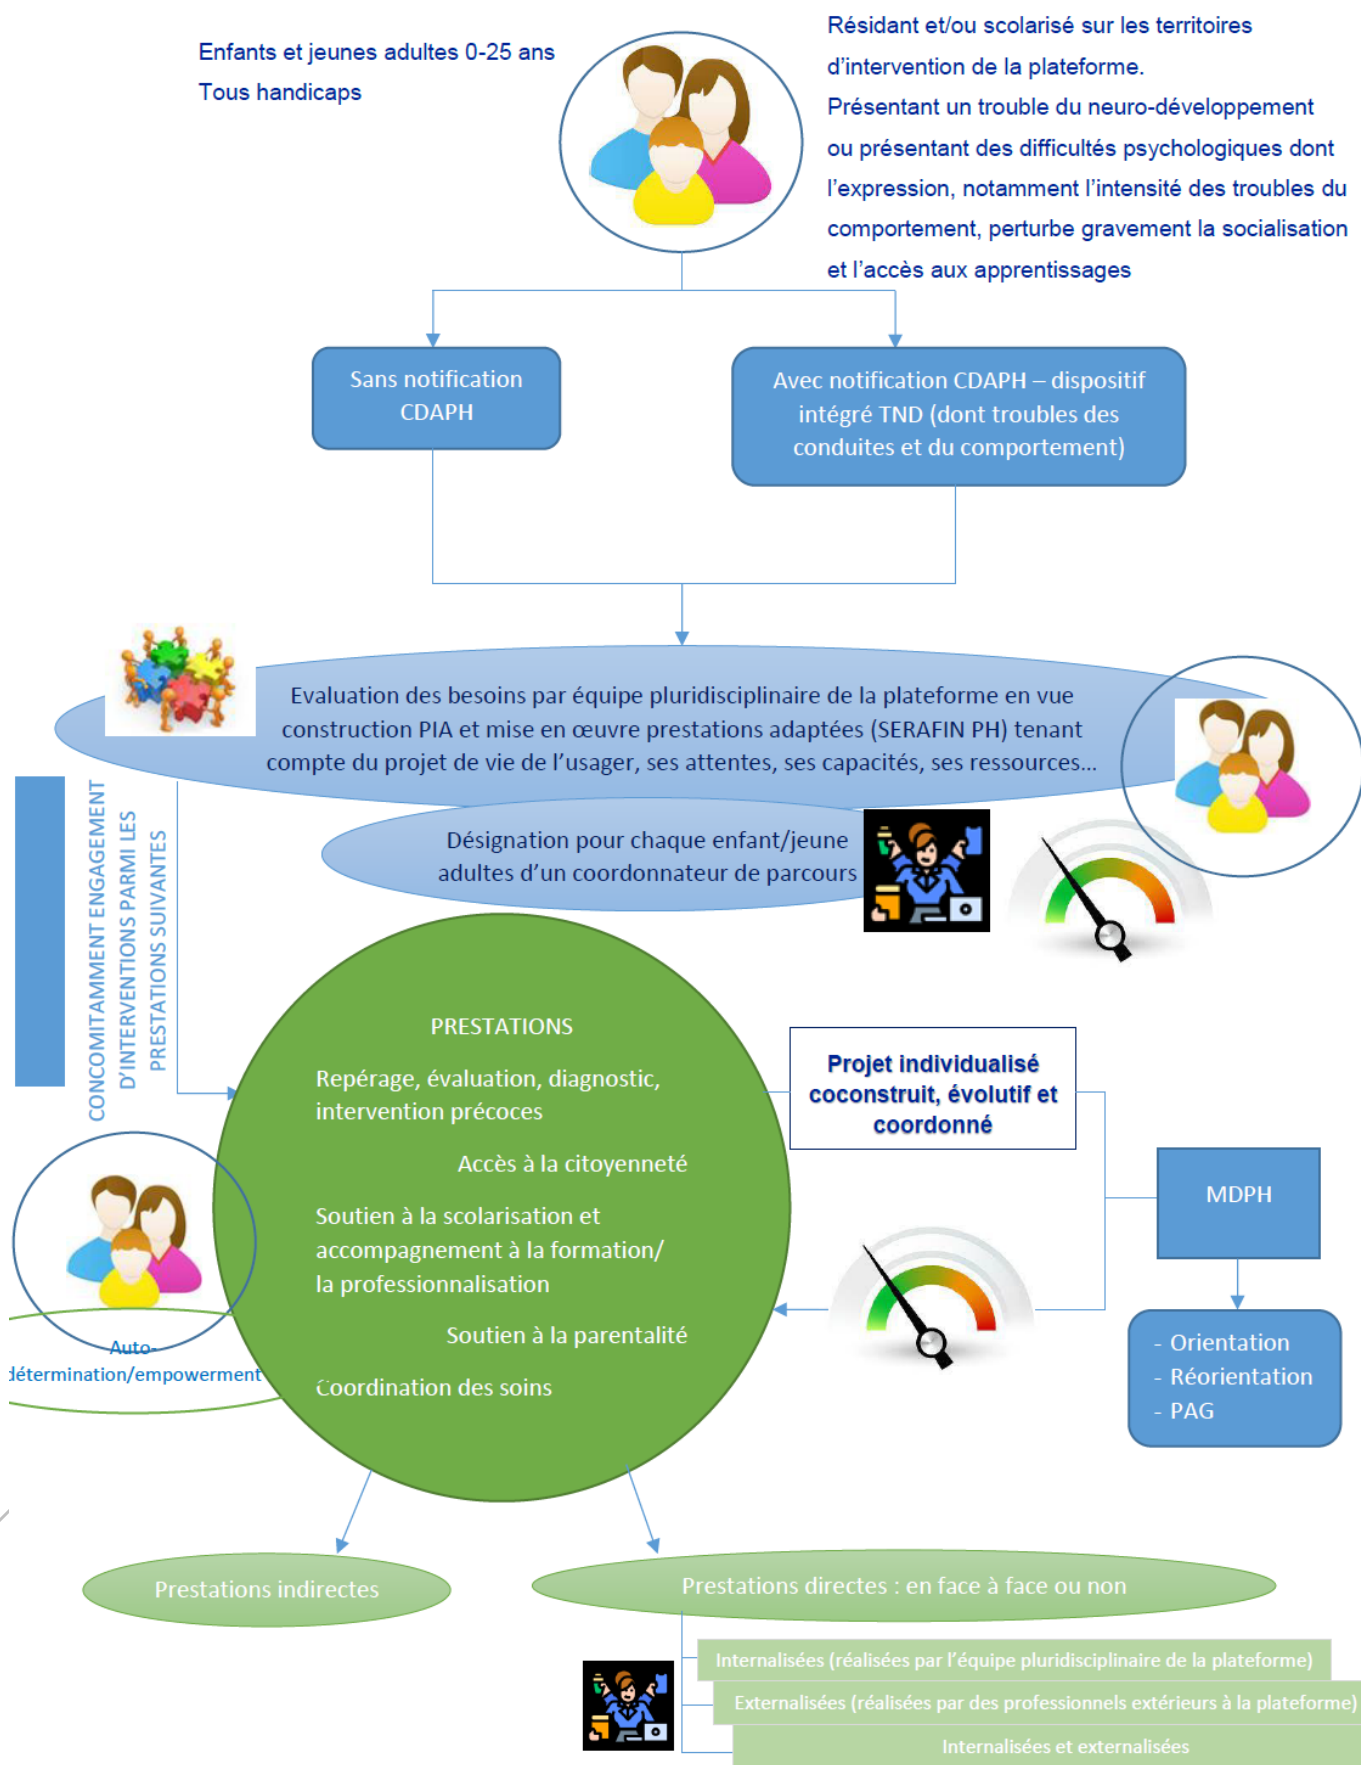 Enfants et jeunes adultes 0-25 ans
Tous handicaps
Résidant et/ou scolarisé sur les territoires
d'intervention de la plateforme.
Présentant un trouble du neuro-développement
ou présentant des difficultés psychologiques dont
l'expression, notamment l'intensité des troubles du
comportement, perturbe gravement la socialisation
et l'accès aux apprentissages
Sans notification
CDAPH
Avec notification CDAPH – dispositif
intégré TND (dont troubles des
conduites et du comportement)
Evaluation des besoins par équipe pluridisciplinaire de la plateforme en vue
construction PIA et mise en œuvre prestations adaptées (SERAFIN PH) tenant
compte du projet de vie de l'usager, ses attentes, ses capacités, ses ressources...
Désignation pour chaque enfant/jeune
adultes d'un coordonnateur de parcours
CONCOMITAMMENT ENGAGEMENT
D'INTERVENTIONS PARMI LES
PRESTATIONS SUIVANTES
PRESTATIONS
Repérage, évaluation, diagnostic,
intervention précoces
Accès à la citoyenneté
Soutien à la scolarisation et
accompagnement à la formation/
la professionnalisation
Soutien à la parentalité
Coordination des soins
Projet individualisé
coconstruit, évolutif et
coordonné
MDPH
- Orientation
- Réorientation
- PAG
Auto-
détermination/empowerment
Prestations indirectes
Prestations directes : en face à face ou non
Internalisées (réalisées par l'équipe pluridisciplinaire de la plateforme)
Externalisées (réalisées par des professionnels extérieurs à la plateforme)
Internalisées et externalisées